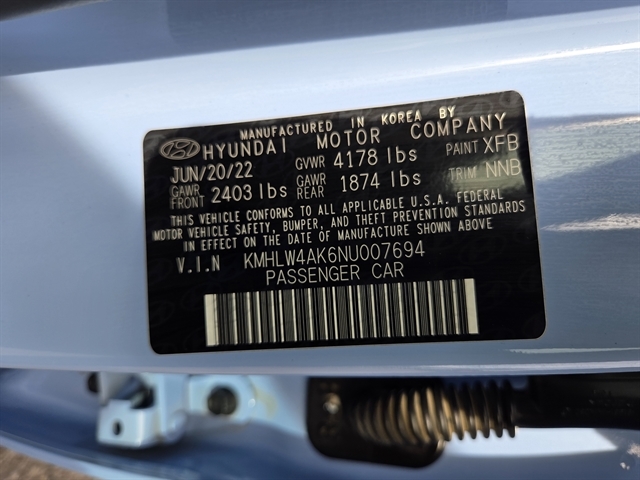 MANUFACTURED IN KOREA BY
HYUNDAI MOTOR COMPANY
JUN/20/22 GVWR 4178 lbs PAINT XFB
GAWR FRONT 2403 lbs GAWR REAR 1874 lbs TRIM NNB
THIS VEHICLE CONFORMS TO ALL APPLICABLE U.S.A. FEDERAL
MOTOR VEHICLE SAFETY, BUMPER, AND THEFT PREVENTION STANDARDS
IN EFFECT ON THE DATE OF MANUFACTURE SHOWN ABOVE
V.I.N KMHLW4AK6NU007694
PASSENGER CAR